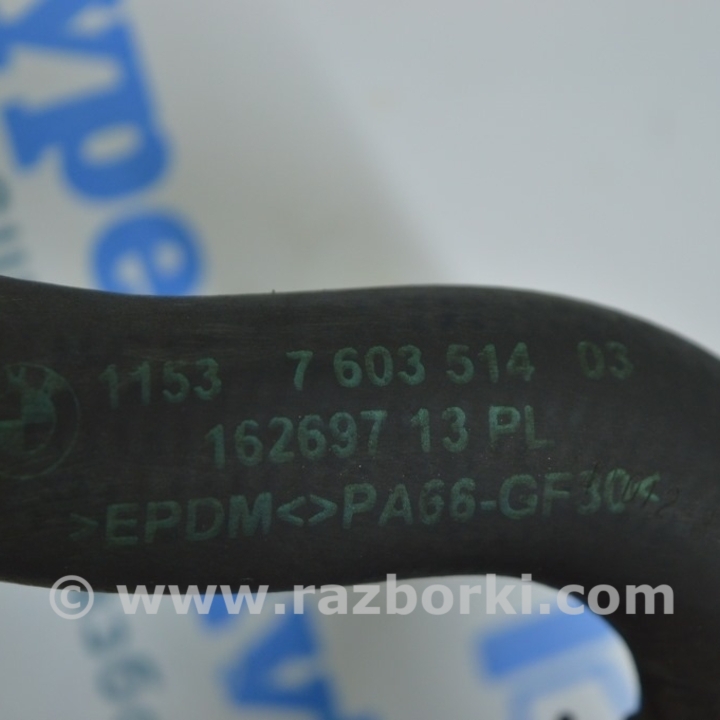 1153 7 603 514 03
162697 13 PL
>EPDM<>PA66-GF30<
© www.razborki.com